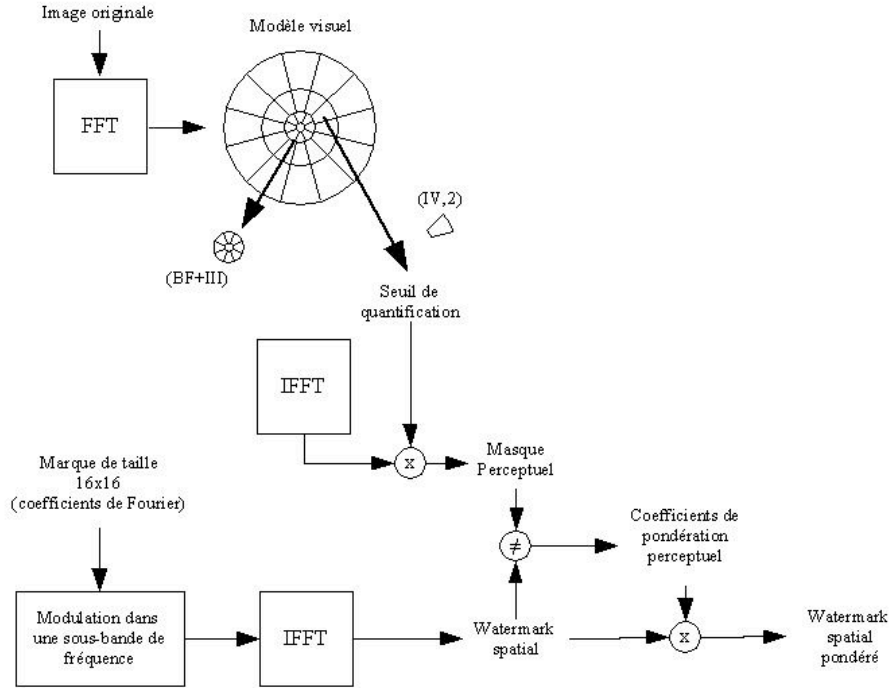 Image originale
Modèle visuel
FFT
(IV,2)
(BF+III)
Seuil de
quantification
IFFT
x
Masque
Perceptuel
Marque de taille
16x16
(coefficients de Fourier)
≠
Coefficients de
pondération
perceptuel
Modulation dans
une sous-bande de
fréquence
IFFT
Watermark
spatial
x
Watermark
spatial
pondéré